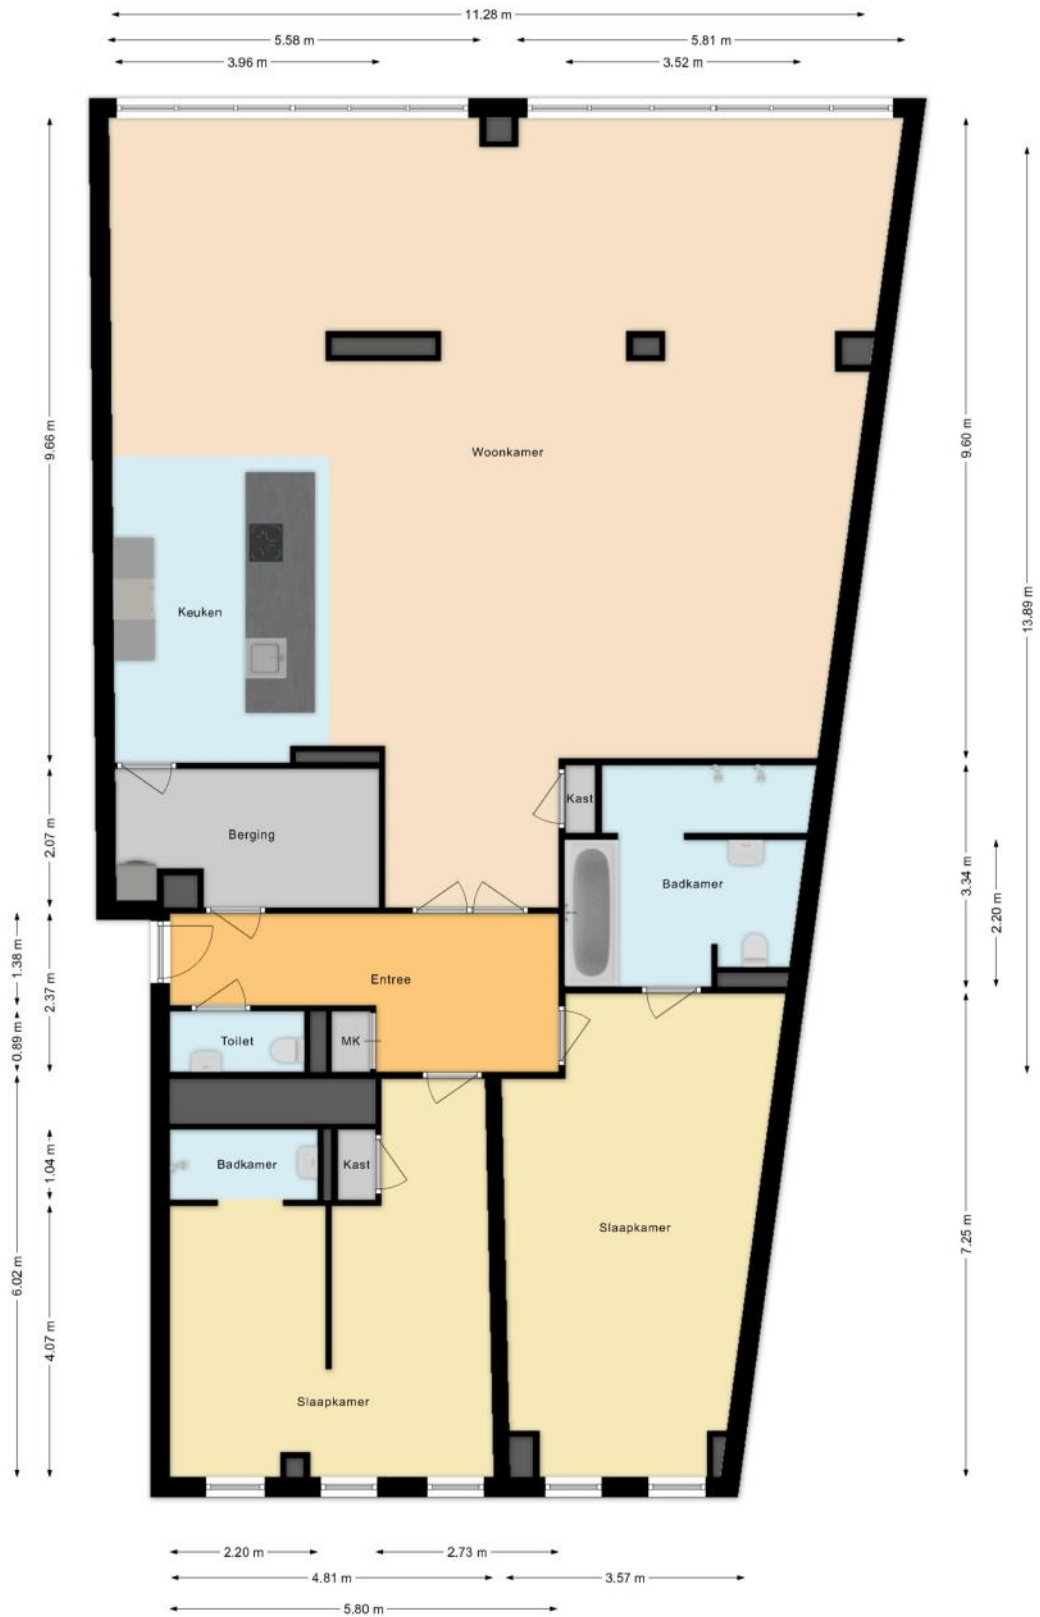 11.28 m
5.58 m
5.81 m
3.96 m
3.52 m
9.66 m
9.60 m
13.89 m
Woonkamer
Keuken
2.07 m
Berging
Kast
Badkamer
3.34 m
2.20 m
1.38 m
2.37 m
Entree
0.89 m
Toilet
MK
1.04 m
Badkamer
Kast
6.02 m
4.07 m
Slaapkamer
7.25 m
Slaapkamer
2.20 m
2.73 m
4.81 m
3.57 m
5.80 m